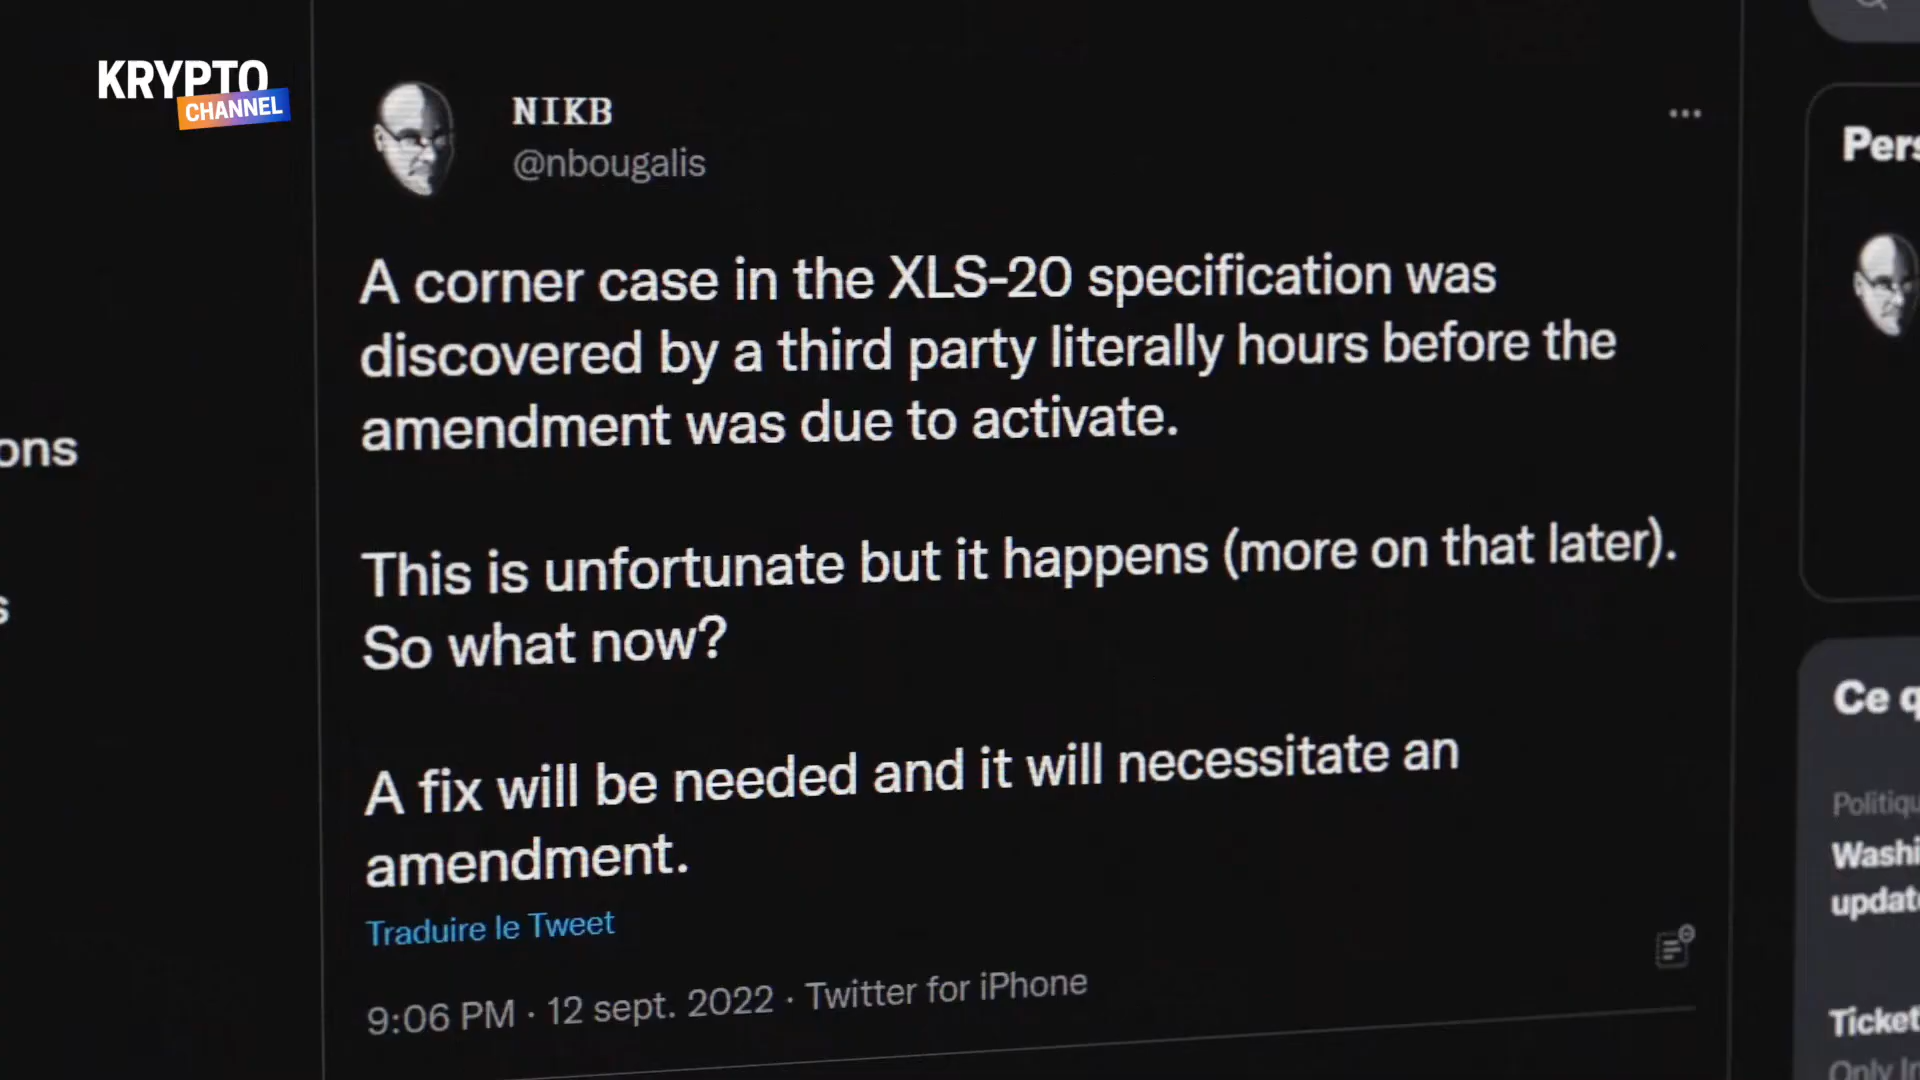 KRYPTO
CHANNEL
NIKB
@nbougalis
A corner case in the XLS-20 specification was
discovered by a third party literally hours before the
amendment was due to activate.
This is unfortunate but it happens (more on that later).
So what now?
A fix will be needed and it will necessitate an
amendment.
Traduire le Tweet
9:06 PM · 12 sept. 2022 · Twitter for iPhone
ons
s
Pers
Ce q
Politiqu
Washi
update
Ticket
Only In